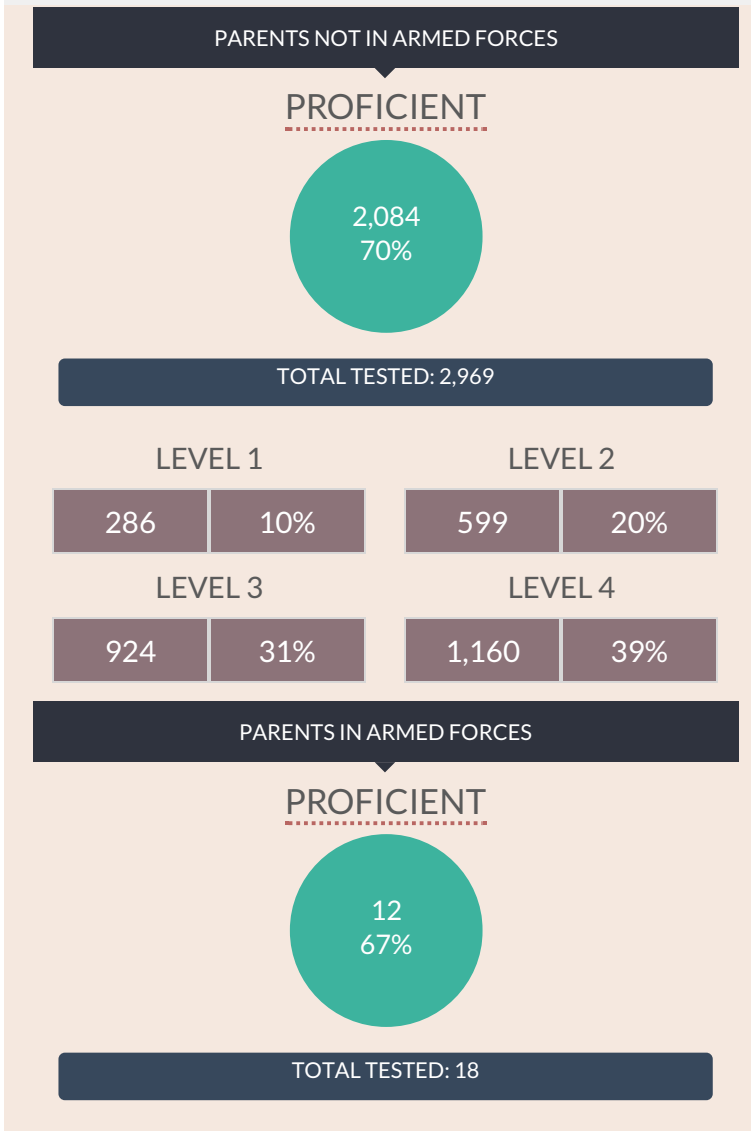 PARENTS NOT IN ARMED FORCES
PROFICIENT
2,084
70%
TOTAL TESTED: 2,969
LEVEL 1 LEVEL 2
286 10% 599 20%
LEVEL 3 LEVEL 4
924 31% 1,160 39%
PARENTS IN ARMED FORCES
PROFICIENT
12
67%
TOTAL TESTED: 18